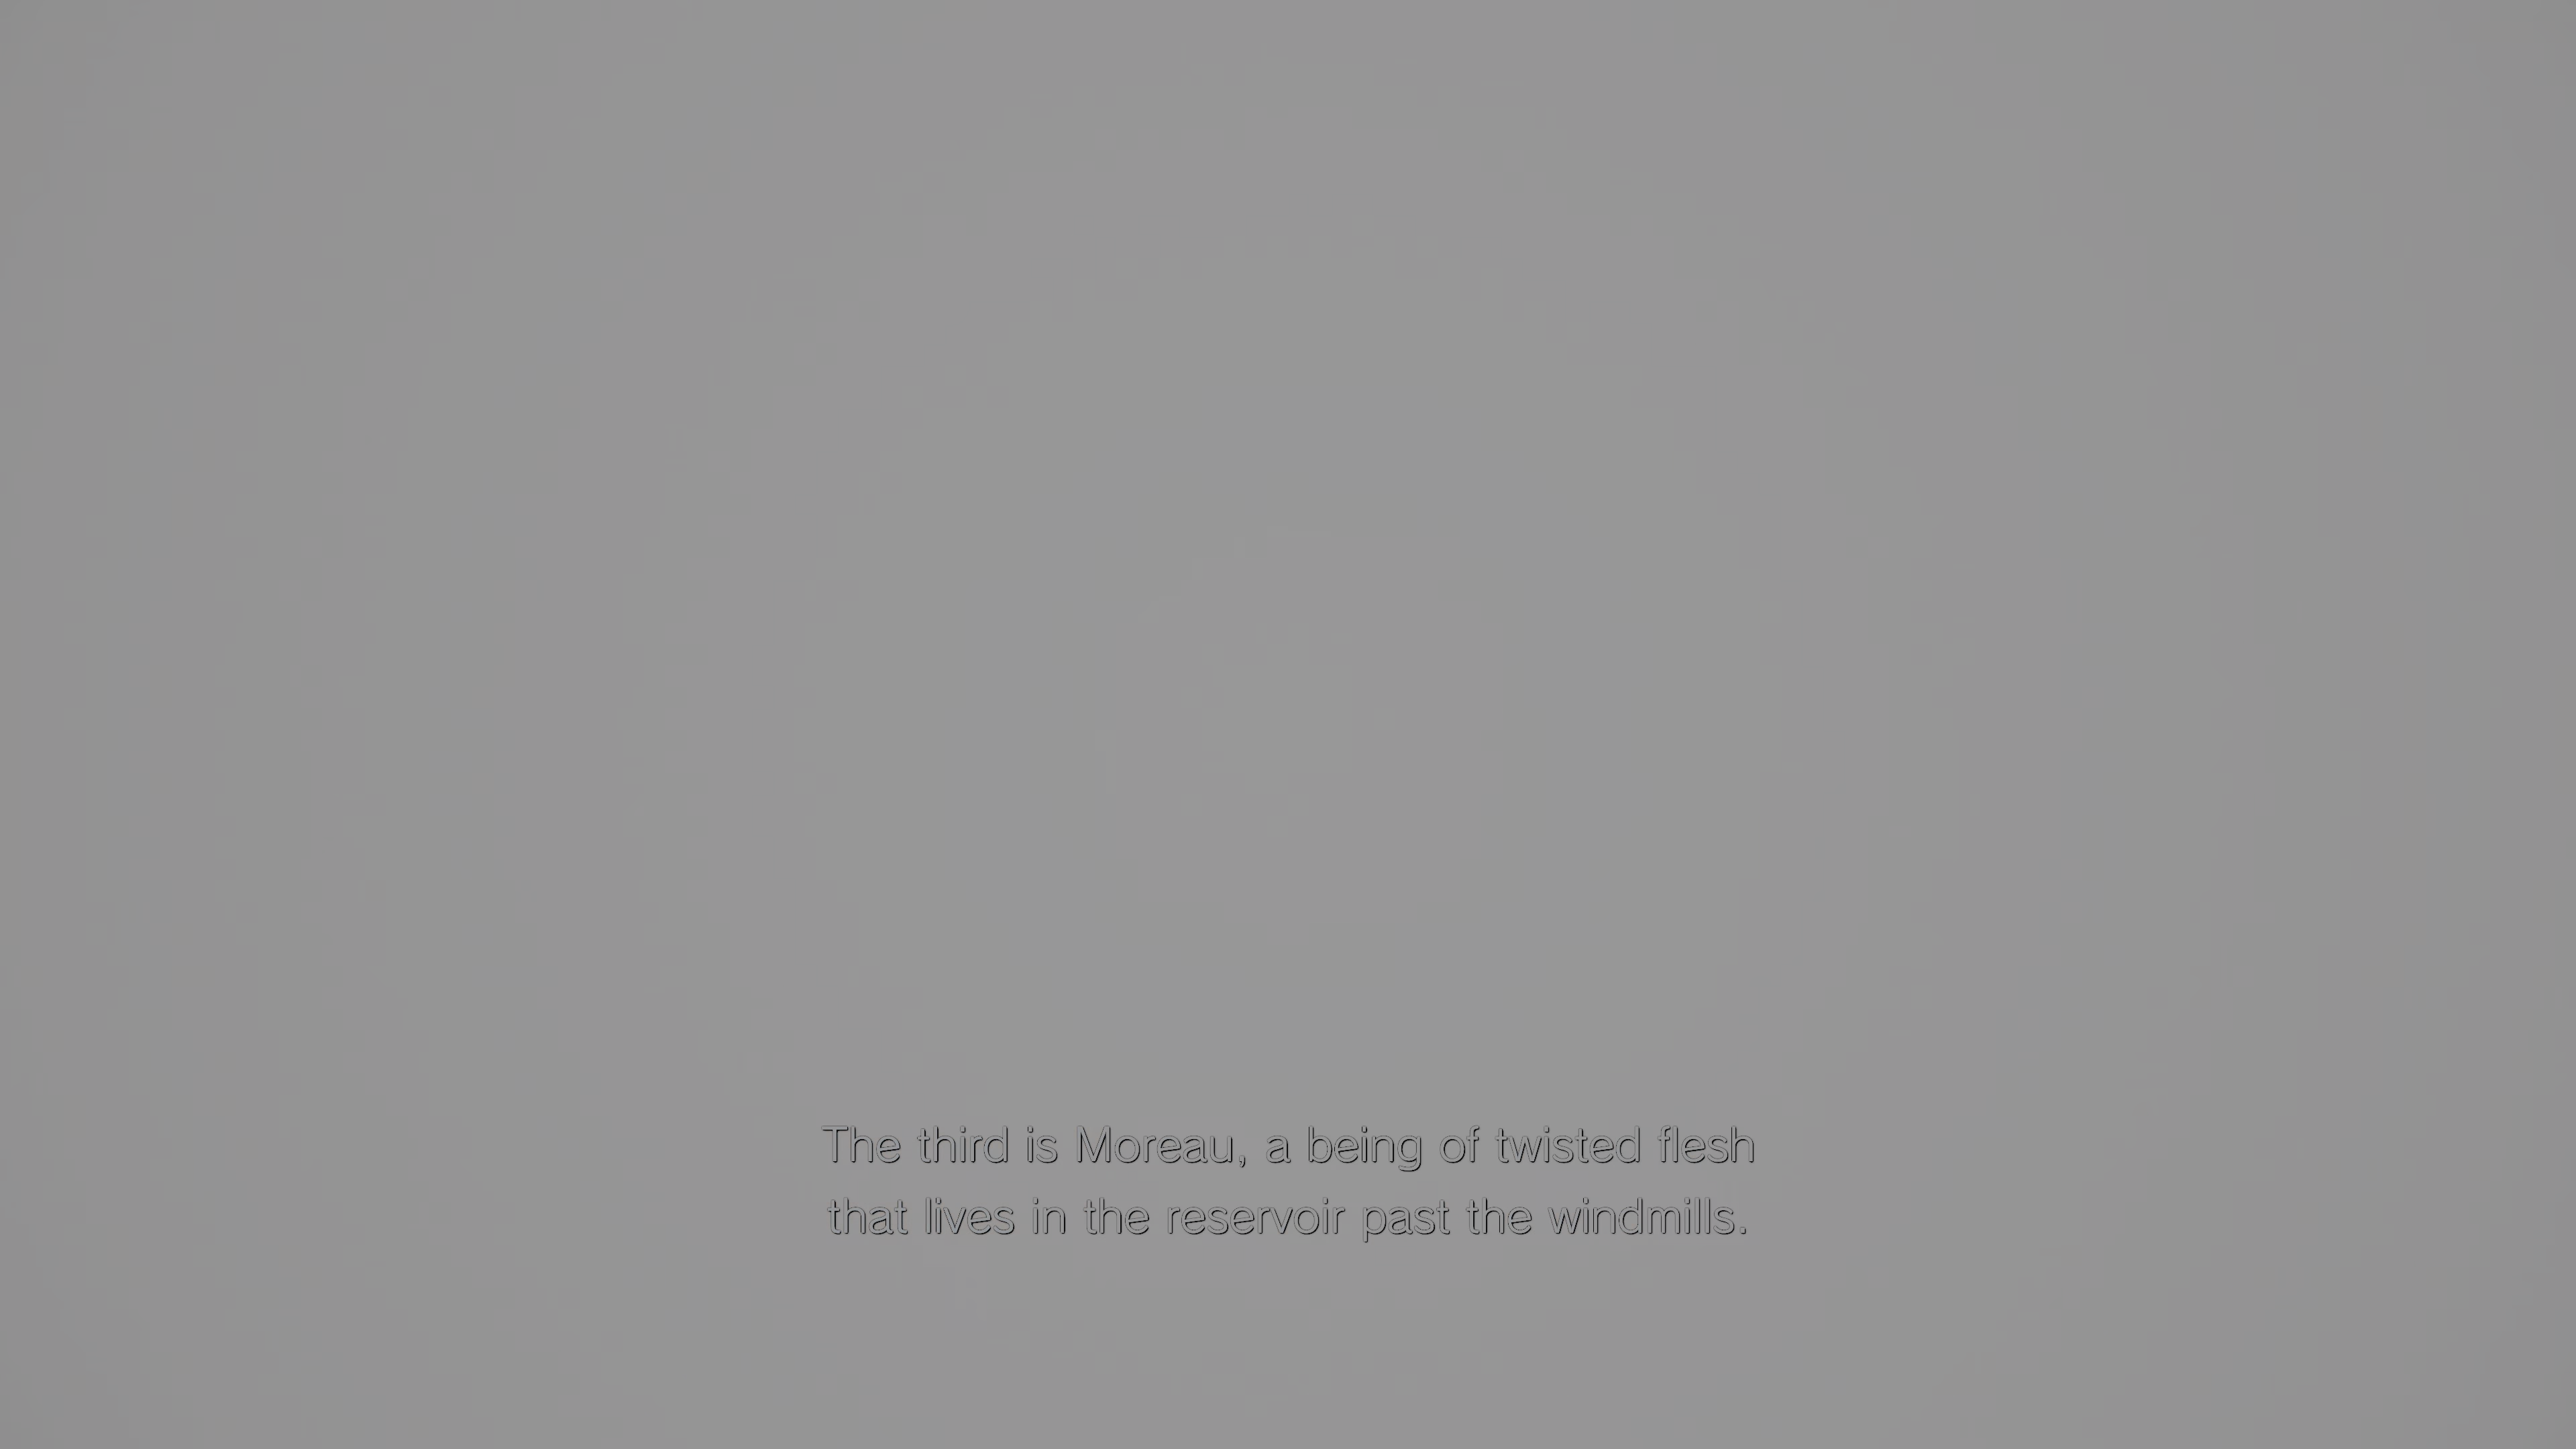 The third is Moreau, a being of twisted flesh
that lives in the reservoir past the windmills.